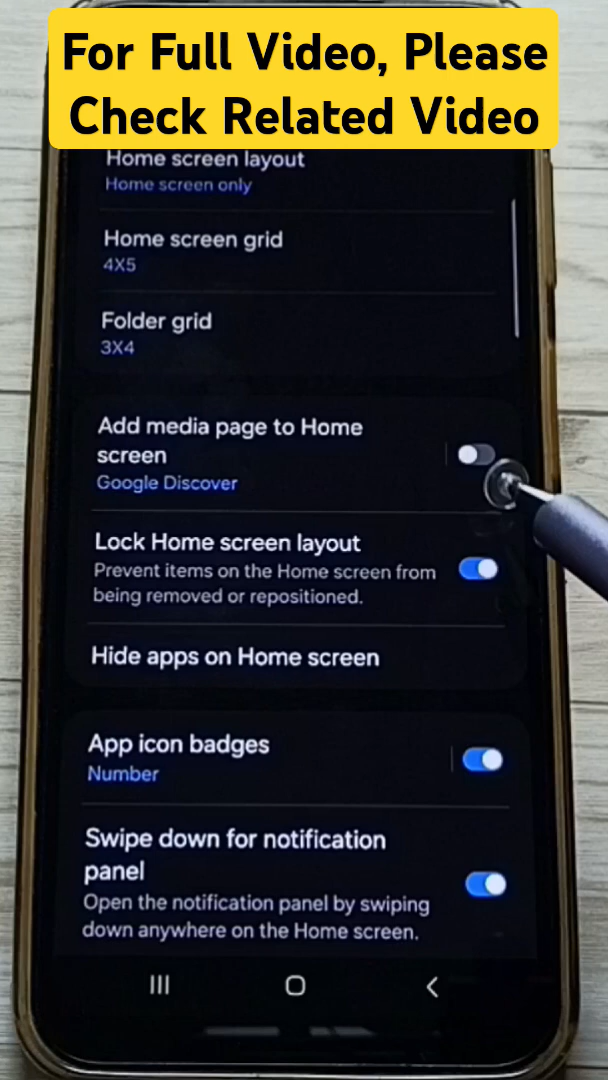 For Full Video, Please
Check Related Video
Home screen layout
Home screen only
Home screen grid
4X5
Folder grid
3X4
Add media page to Home
screen
Google Discover
Lock Home screen layout
Prevent items on the Home screen from
being removed or repositioned.
Hide apps on Home screen
App icon badges
Number
Swipe down for notification
panel
Open the notification panel by swiping
down anywhere on the Home screen.